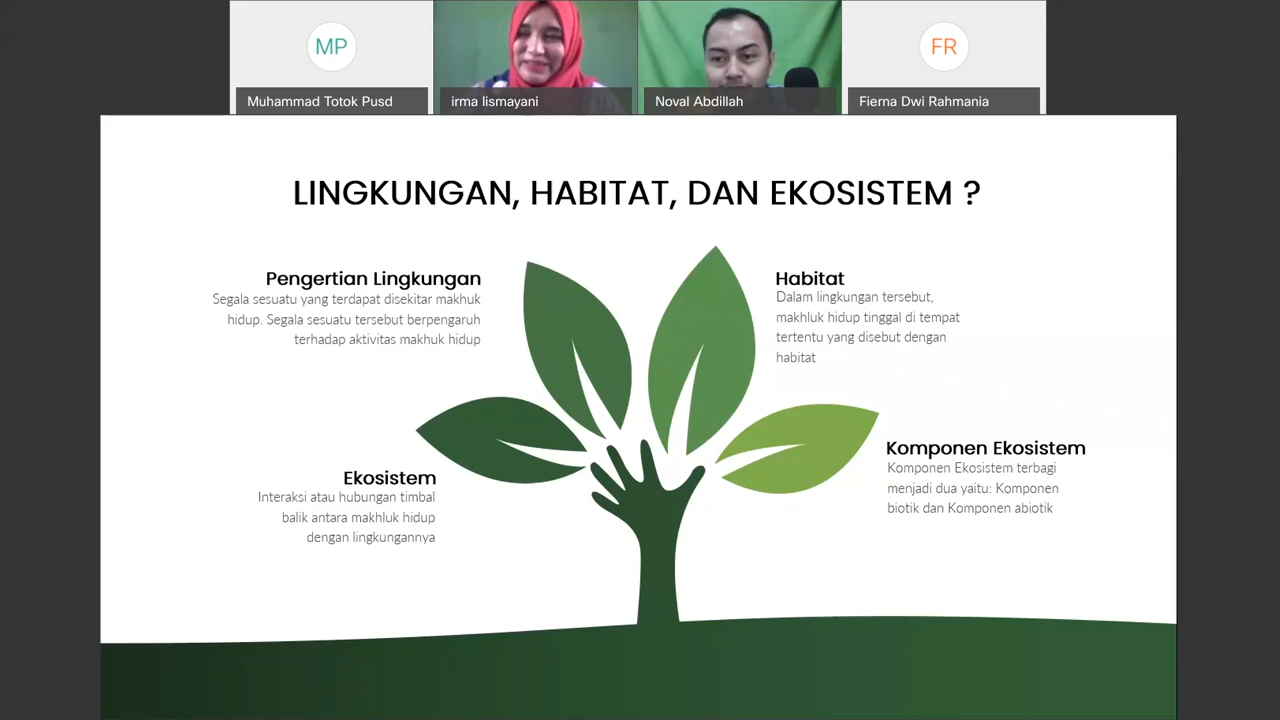 MP
FR
Muhammad Totok Pusd
irma lismayani
Noval Abdillah
Fierna Dwi Rahmania
LINGKUNGAN, HABITAT, DAN EKOSISTEM ?
Pengertian Lingkungan
Segala sesuatu yang terdapat disekitar makhuk
hidup. Segala sesuatu tersebut berpengaruh
terhadap aktivitas makhuk hidup
Habitat
Dalam lingkungan tersebut,
makhluk hidup tinggal di tempat
tertentu yang disebut dengan
habitat
Ekosistem
Interaksi atau hubungan timbal
balik antara makhluk hidup
dengan lingkungannya
Komponen Ekosistem
Komponen Ekosistem terbagi
menjadi dua yaitu: Komponen
biotik dan Komponen abiotik